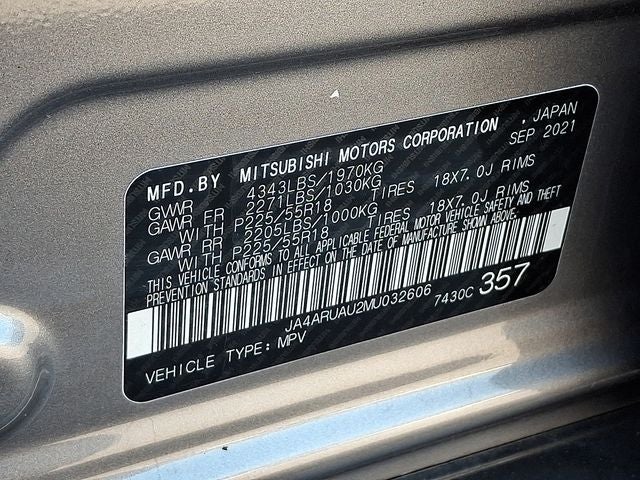 MFD.BY MITSUBISHI MOTORS CORPORATION , JAPAN
SEP 2021
GVWR 4343LBS/1970KG
GAWR FR 2271LBS/1030KG
WITH P225/55R18 TIRES 18X7.0J RIMS
GAWR RR 2205LBS/1000KG
WITH P225/55R18 TIRES 18X7.0J RIMS
THIS VEHICLE CONFORMS TO ALL APPLICABLE FEDERAL MOTOR VEHICLE SAFETY AND THEFT
PREVENTION STANDARDS IN EFFECT ON THE DATE OF MANUFACTURE SHOWN ABOVE.
JA4ARUAU2MU032606 7430C 357
VEHICLE TYPE: MPV